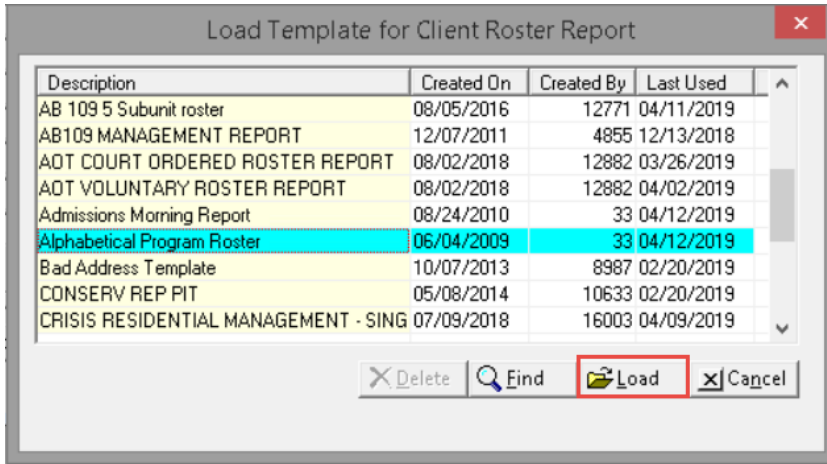 Load Template for Client Roster Report
Description Created On Created By Last Used
AB 109 5 Subunit roster 08/05/2016 12771 04/11/2019
AB109 MANAGEMENT REPORT 12/07/2011 4855 12/13/2018
AOT COURT ORDERED ROSTER REPORT 08/02/2018 12882 03/26/2019
AOT VOLUNTARY ROSTER REPORT 08/02/2018 12882 04/02/2019
Admissions Morning Report 08/24/2010 33 04/12/2019
Alphabetical Program Roster 06/04/2009 33 04/12/2019
Bad Address Template 10/07/2013 8987 02/20/2019
CONSERV REP PIT 05/08/2014 10633 02/20/2019
CRISIS RESIDENTIAL MANAGEMENT - SING 07/09/2018 16003 04/09/2019
Delete Find Load Cancel